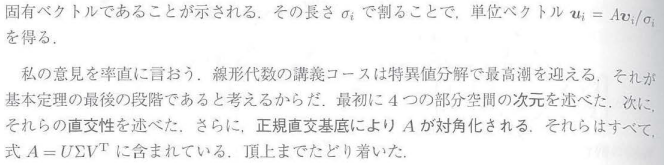 固有ベクトルであることが示される．その長さ σᵢ で割ることで，単位ベクトル 𝒖ᵢ = A𝒗ᵢ/σᵢ
を得る．
私の意見を率直に言おう．線形代数の講義コースは特異値分解で最高潮を迎える．それが
基本定理の最後の段階であると考えるからだ．最初に 4 つの部分空間の次元を述べた．次に，
それらの直交性を述べた．さらに，正規直交基底により A が対角化される．それらはすべて，
式 A = UΣVᵀ に含まれている．頂上までたどり着いた．